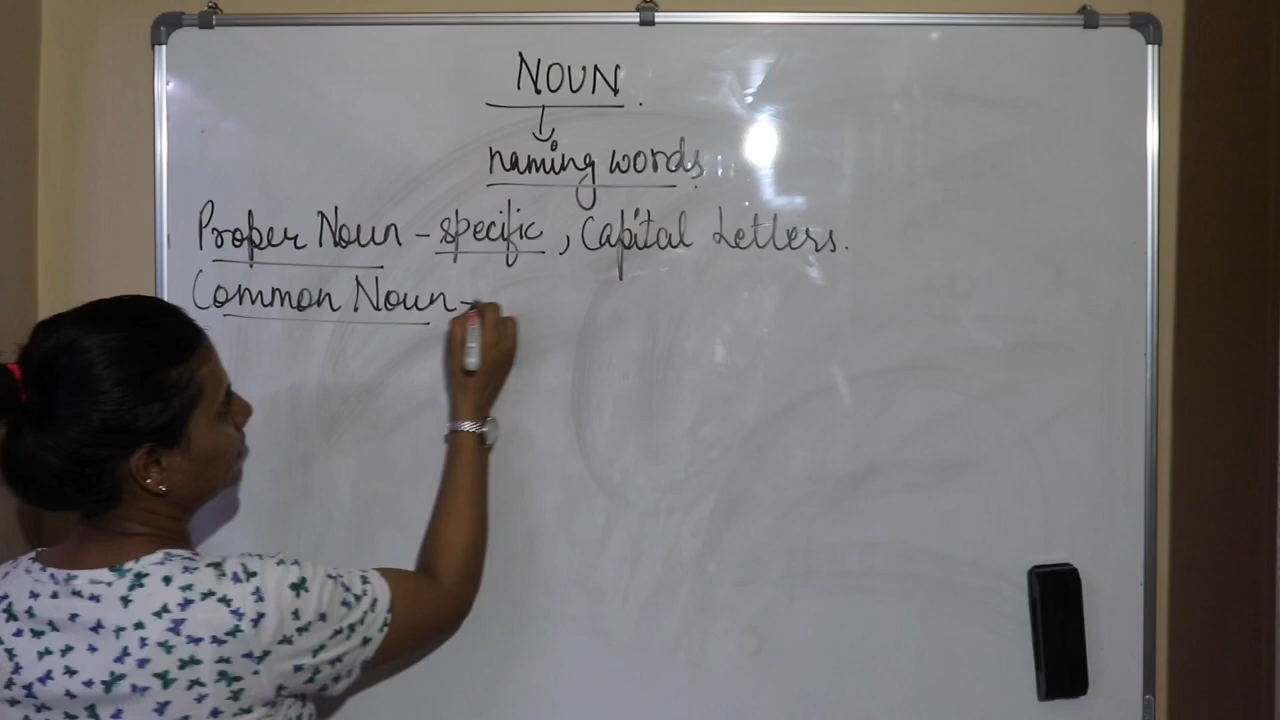 NOUN.
naming words.
Proper Noun - specific, Capital Letters.
Common Noun -